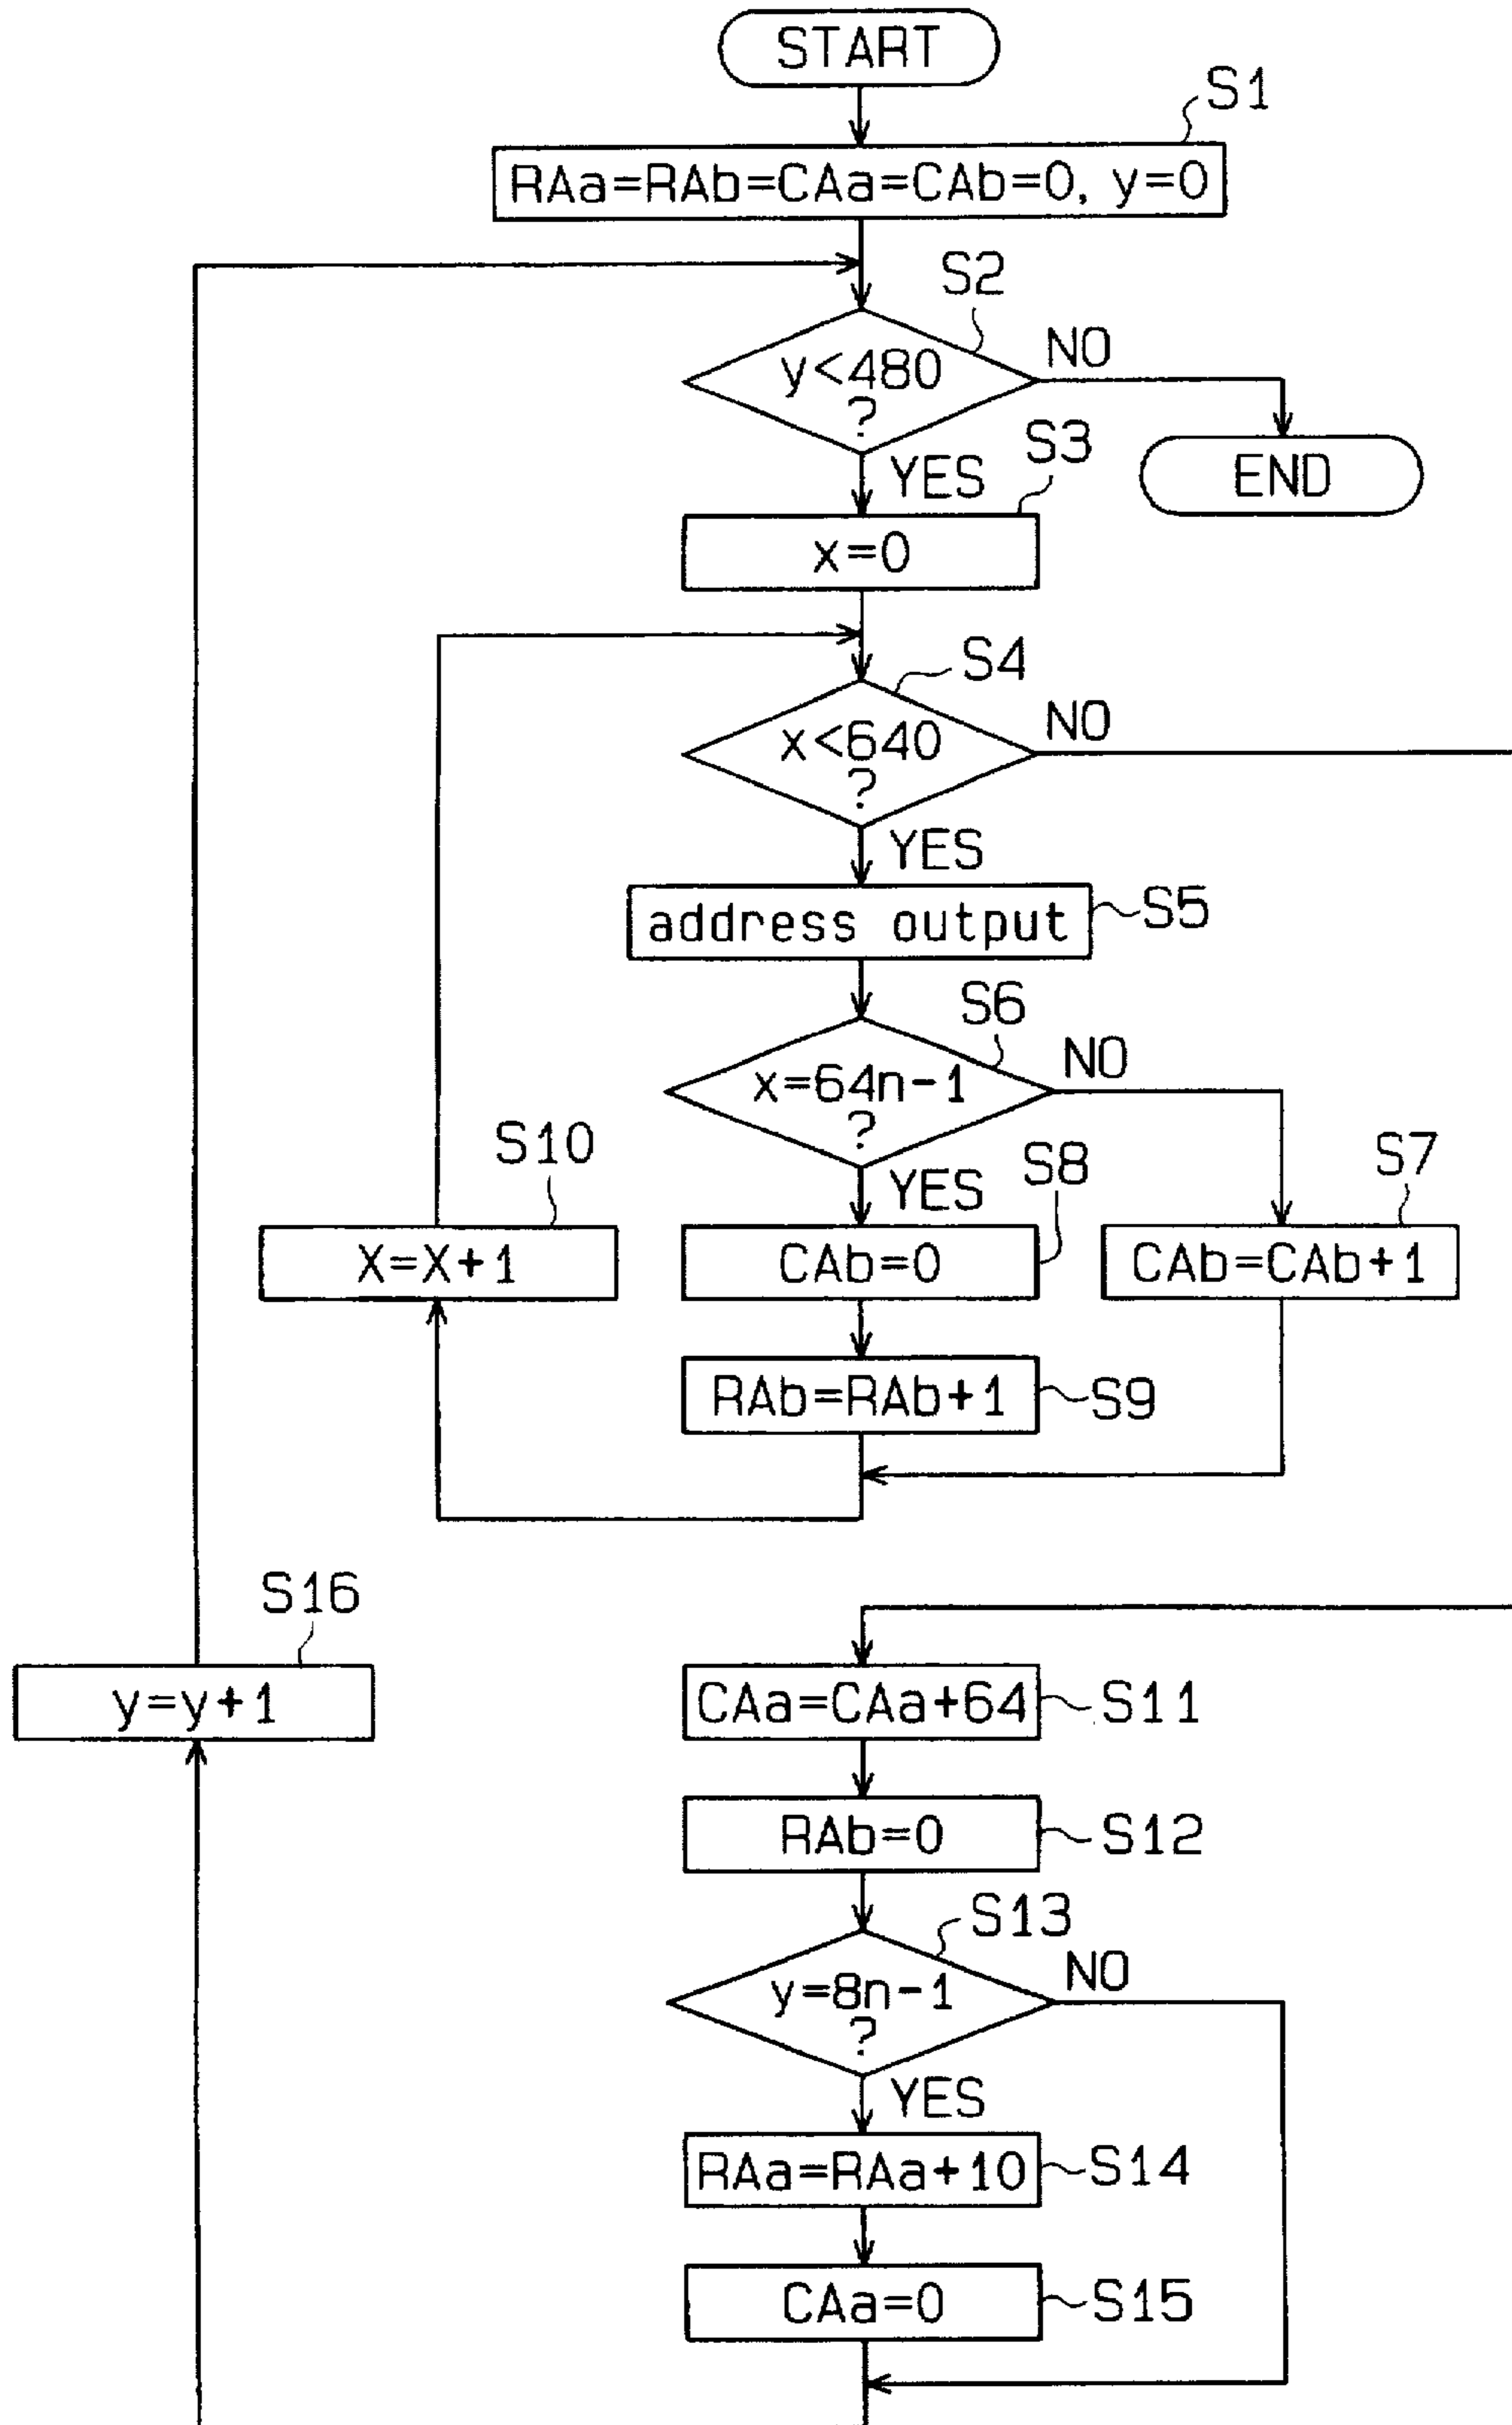 START
S1
RAa=RAb=CAa=CAb=0, y=0
S2
y<480
?
NO
YES
END
S3
x=0
S4
x<640
?
NO
YES
address output
S5
S6
x=64n-1
?
NO
YES
S10
X=X+1
S8
CAb=0
S7
CAb=CAb+1
RAb=RAb+1
S9
S16
y=y+1
CAa=CAa+64
S11
RAb=0
S12
S13
y=8n-1
?
NO
YES
RAa=RAa+10
S14
CAa=0
S15